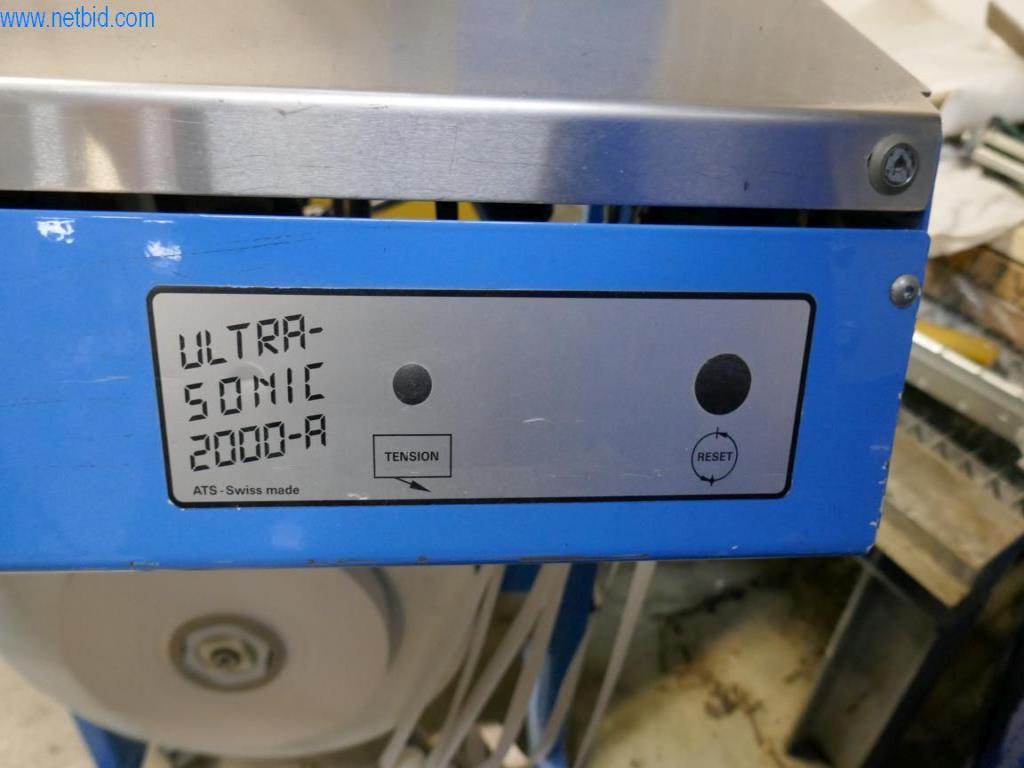 www.netbid.com
ULTRA-
SONIC
2000-A
ATS - Swiss made
TENSION
RESET